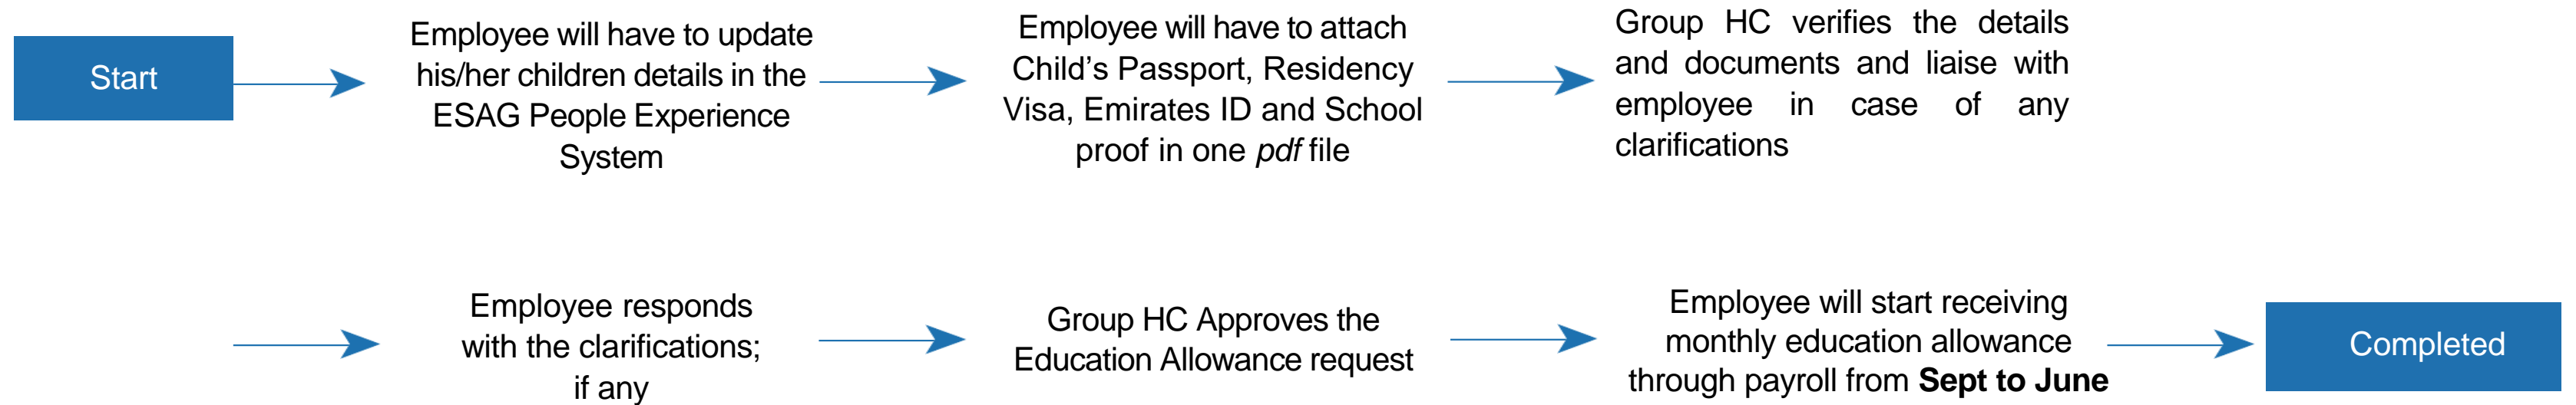 Start
Employee will have to update
his/her children details in the
ESAG People Experience
System
Employee will have to attach
Child's Passport, Residency
Visa, Emirates ID and School
proof in one pdf file
Group HC verifies the details
and documents and liaise with
employee in case of any
clarifications
Employee responds
with the clarifications;
if any
Group HC Approves the
Education Allowance request
Employee will start receiving
monthly education allowance
through payroll from Sept to June
Completed